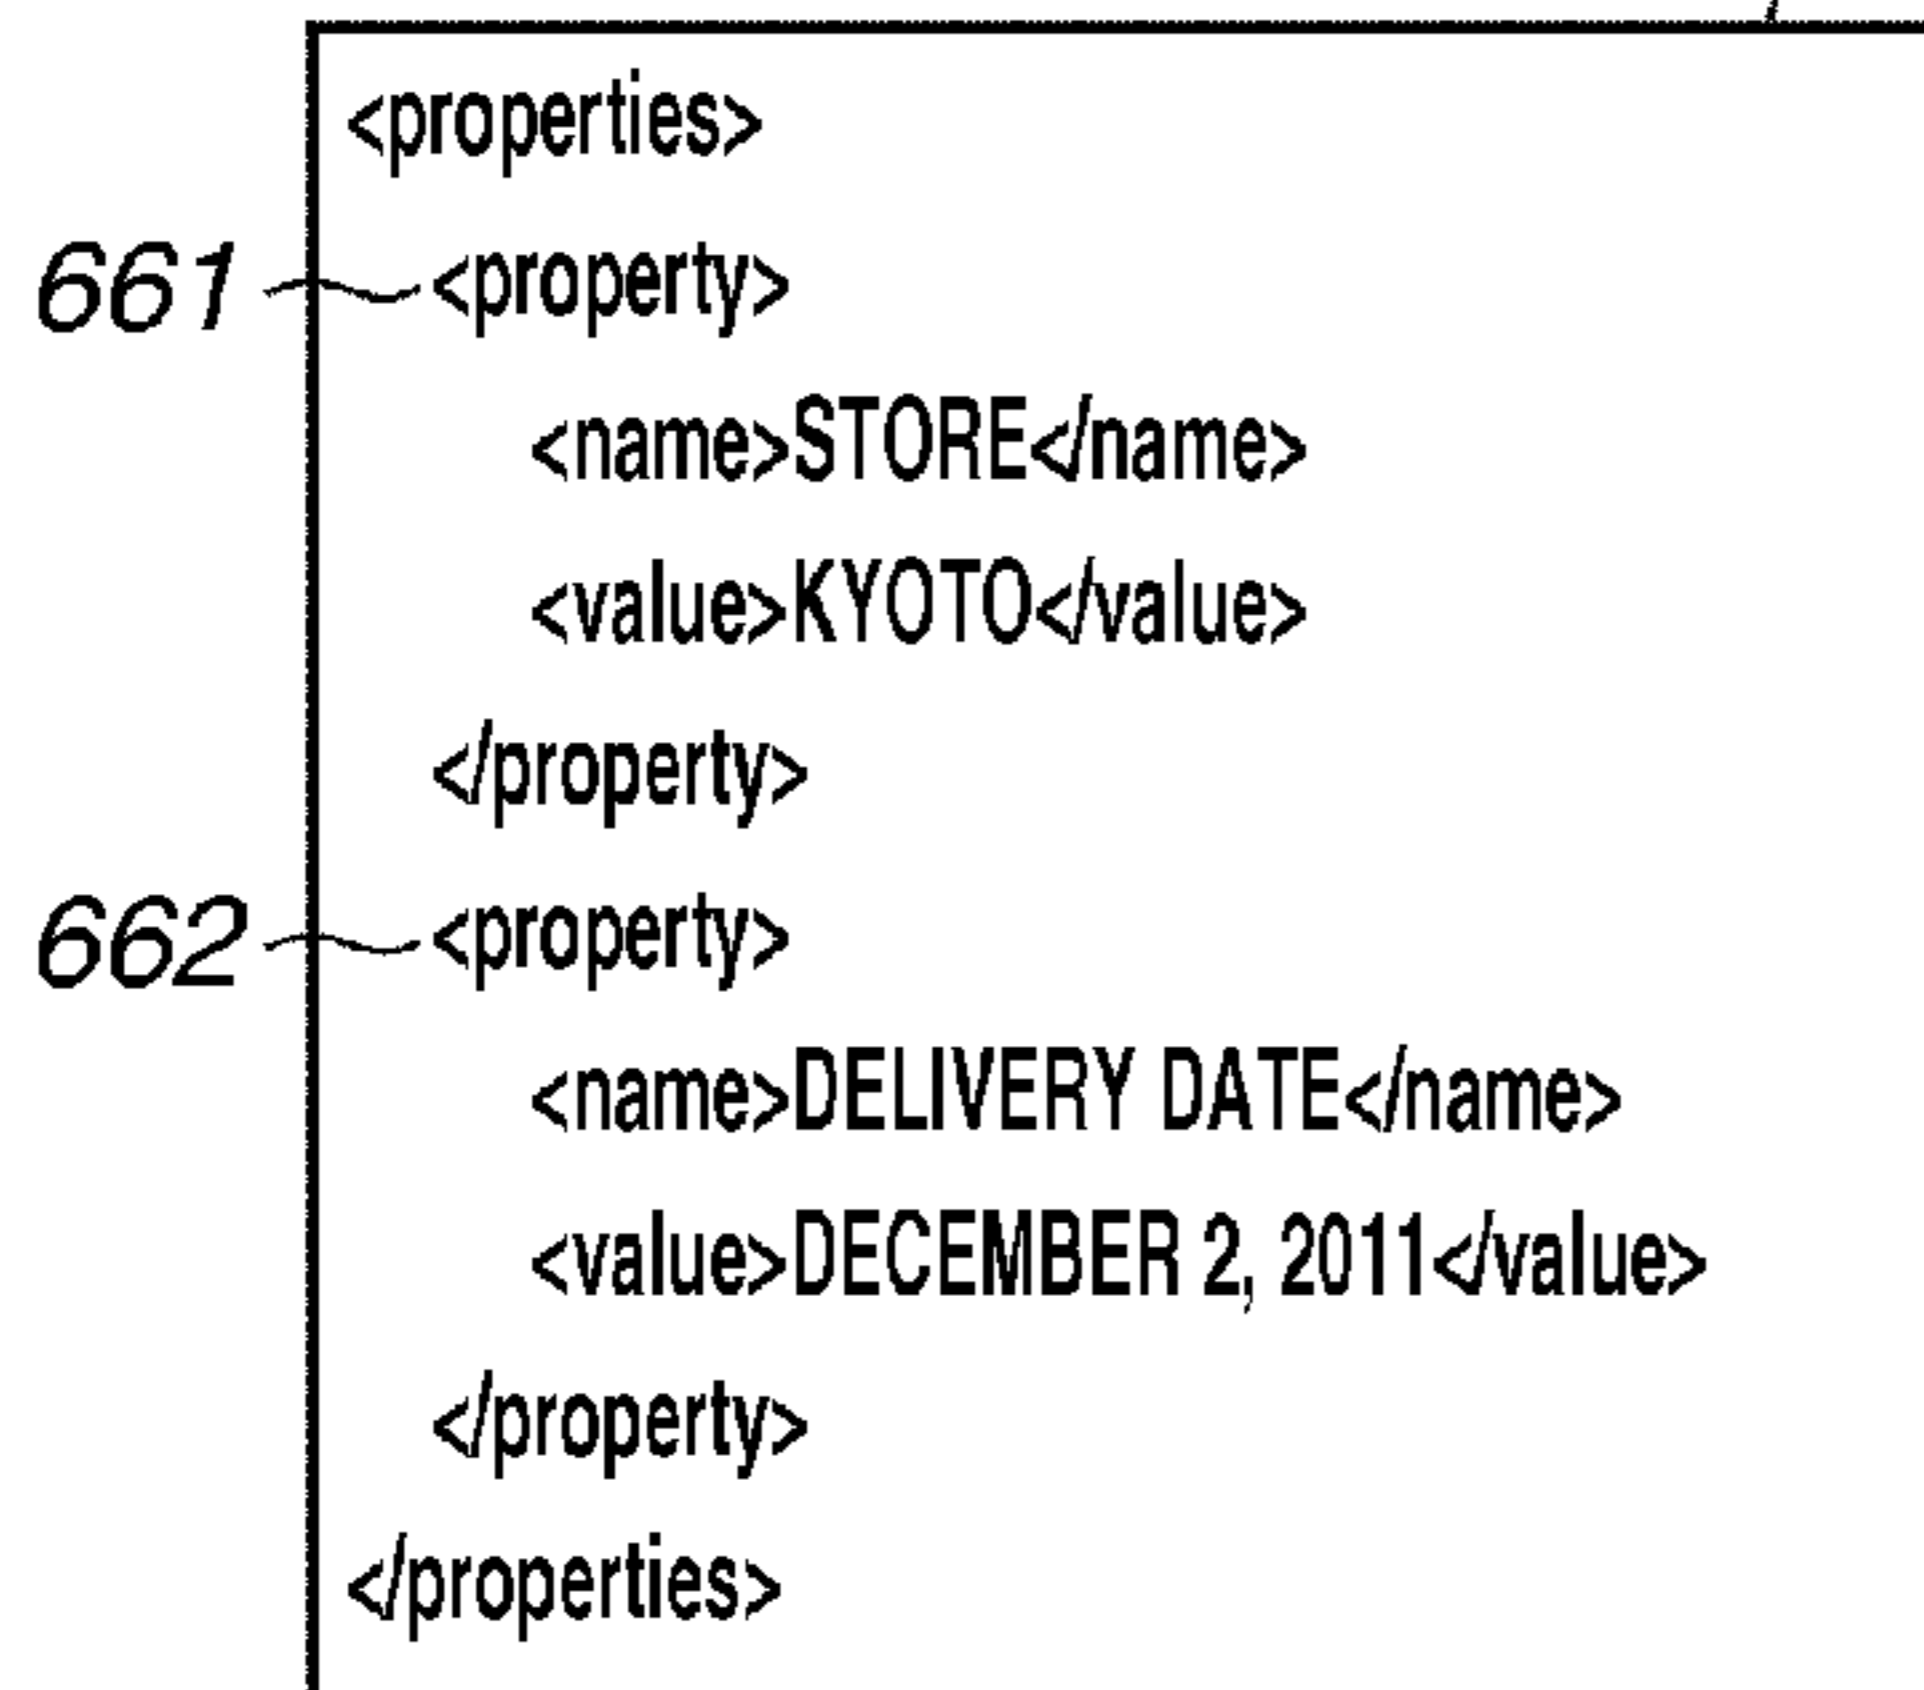 <properties>
661 <property>
<name>STORE</name>
<value>KYOTO</value>
</property>
662 <property>
<name>DELIVERY DATE</name>
<value>DECEMBER 2, 2011</value>
</property>
</properties>